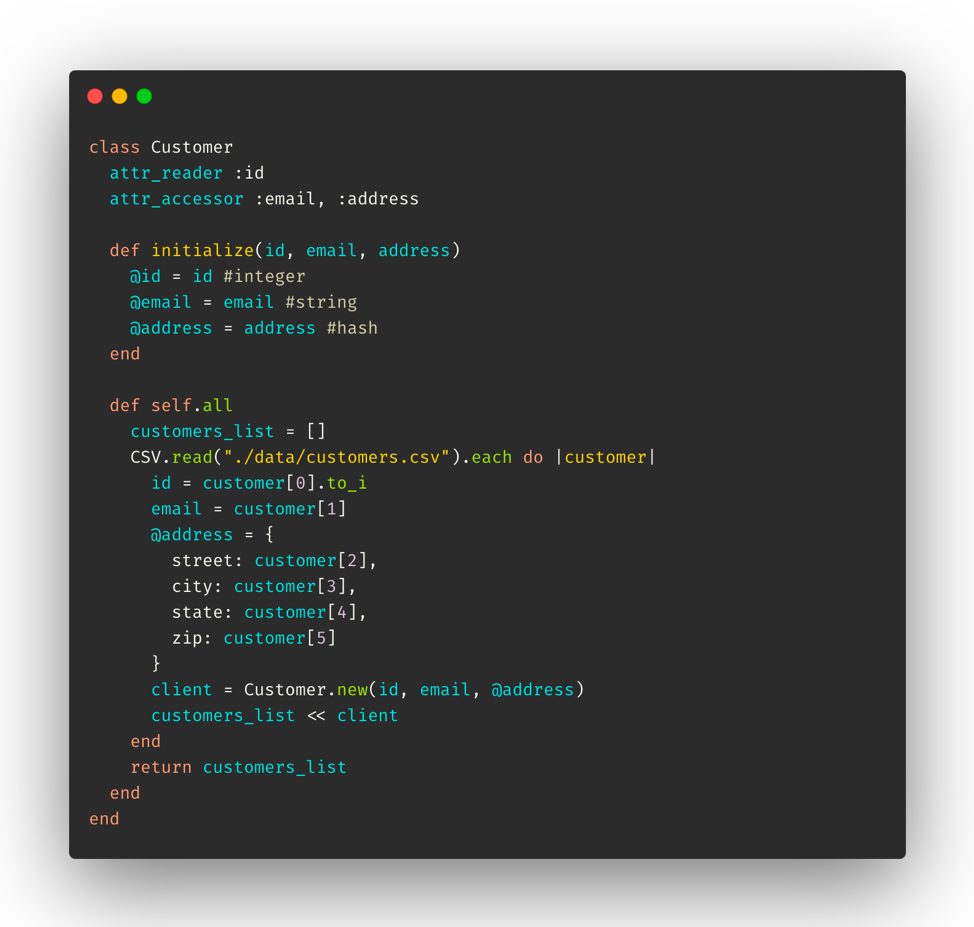 class Customer
  attr_reader :id
  attr_accessor :email, :address

  def initialize(id, email, address)
    @id = id #integer
    @email = email #string
    @address = address #hash
  end

  def self.all
    customers_list = []
    CSV.read("./data/customers.csv").each do |customer|
      id = customer[0].to_i
      email = customer[1]
      @address = {
        street: customer[2],
        city: customer[3],
        state: customer[4],
        zip: customer[5]
      }
      client = Customer.new(id, email, @address)
      customers_list << client
    end
    return customers_list
  end
end